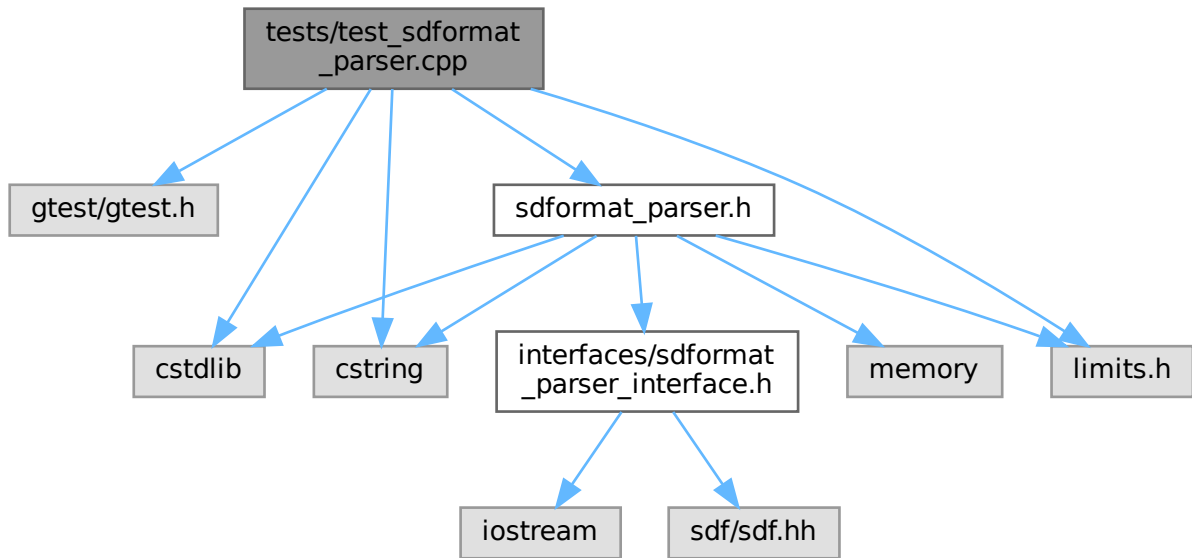 tests/test_sdformat
_parser.cpp
gtest/gtest.h
sdformat_parser.h
cstdlib
cstring
interfaces/sdformat
_parser_interface.h
memory
limits.h
iostream
sdf/sdf.hh